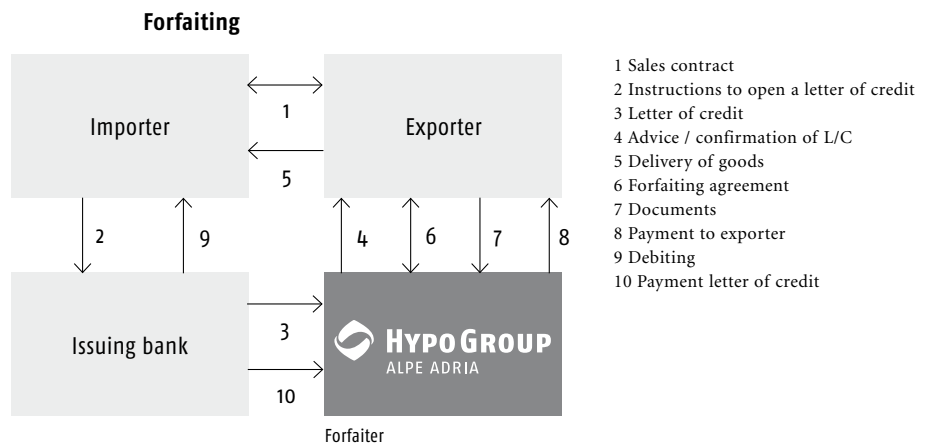 Forfaiting
Importer
1
Exporter
5
2
9
4
6
7
8
Issuing bank
3
10
HYPO GROUP
ALPE ADRIA
Forfaiter
1 Sales contract
2 Instructions to open a letter of credit
3 Letter of credit
4 Advice / confirmation of L/C
5 Delivery of goods
6 Forfaiting agreement
7 Documents
8 Payment to exporter
9 Debiting
10 Payment letter of credit